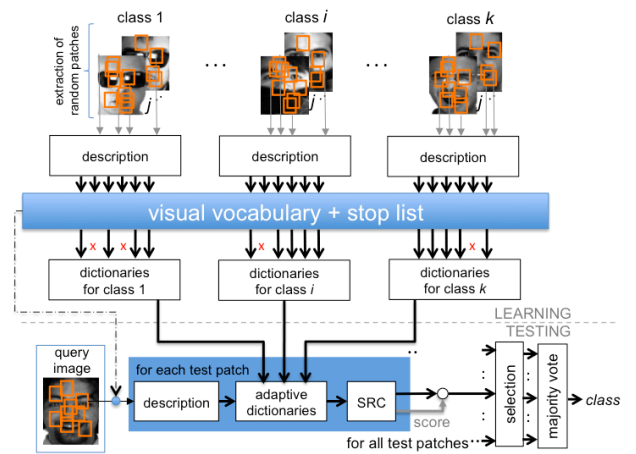 class 1
class i
class k
extraction of
random patches
...
...
j
j
j
description
description
description
visual vocabulary + stop list
x
x
x
x
dictionaries
for class 1
dictionaries
for class i
dictionaries
for class k
LEARNING
TESTING
query
image
for each test patch
description
adaptive
dictionaries
SRC
score
for all test patches
selection
majority vote
class